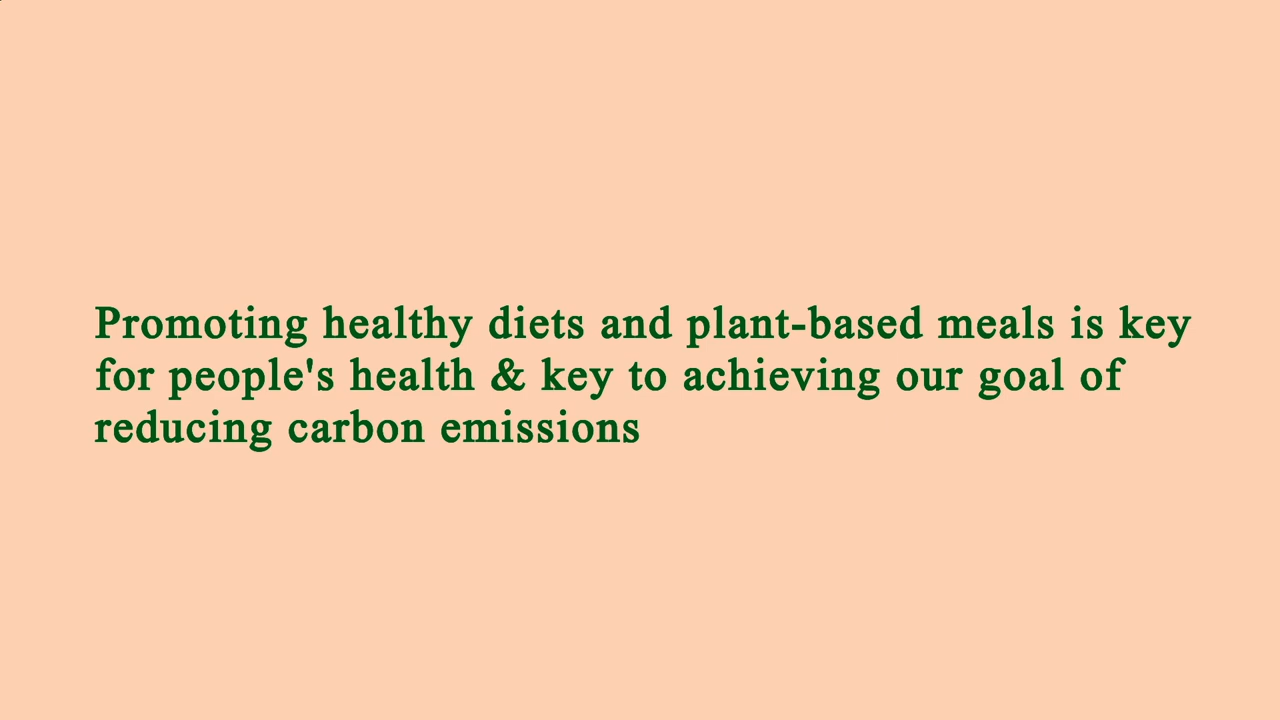 Promoting healthy diets and plant-based meals is key
for people's health & key to achieving our goal of
reducing carbon emissions